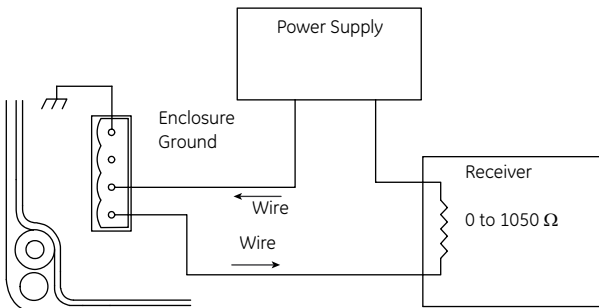 Power Supply
Enclosure
Ground
Receiver
Wire
0 to 1050 Ω
Wire